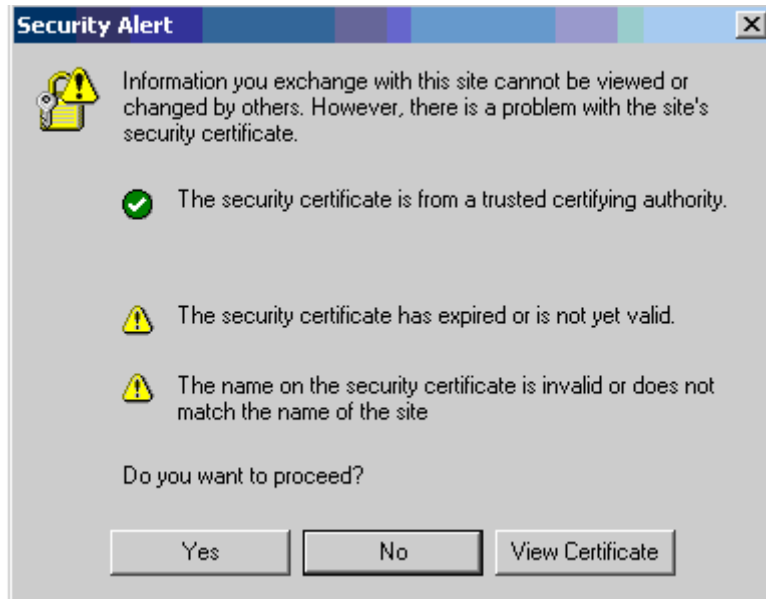 Security Alert
Information you exchange with this site cannot be viewed or
changed by others. However, there is a problem with the site's
security certificate.
The security certificate is from a trusted certifying authority.
The security certificate has expired or is not yet valid.
The name on the security certificate is invalid or does not
match the name of the site
Do you want to proceed?
Yes No View Certificate